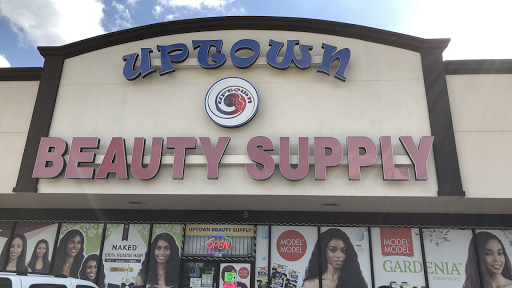 UPTOWN
UPTOWN
BEAUTY SUPPLY
UPTOWN BEAUTY SUPPLY
OPEN
NAKED
100% HUMAN HAIR
MODEL
MODEL
MODEL
MODEL
GARDENIA